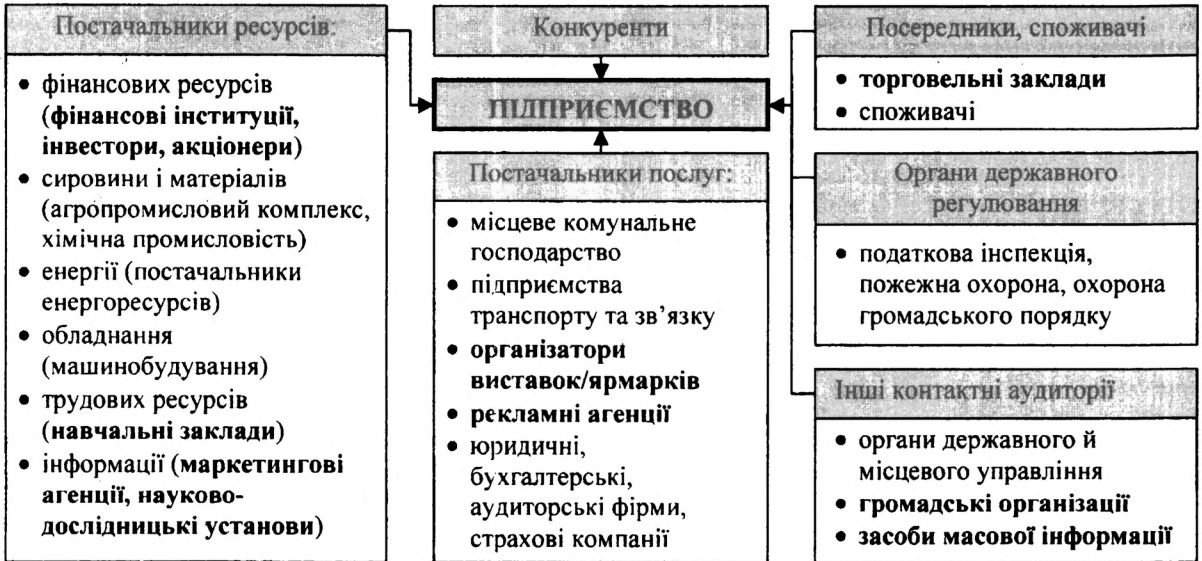 Постачальники ресурсів:
• фінансових ресурсів
(фінансові інституції,
інвестори, акціонери)
• сировини і матеріалів
(агропромисловий комплекс,
хімічна промисловість)
• енергії (постачальники
енергоресурсів)
• обладнання
(машинобудування)
• трудових ресурсів
(навчальні заклади)
• інформації (маркетингові
агенції, науково-
дослідницькі установи)
Конкуренти
ПІДПРИЄМСТВО
Постачальники послуг:
• місцеве комунальне
господарство
• підприємства
транспорту та зв’язку
• організатори
виставок/ярмарків
• рекламні агенції
• юридичні,
бухгалтерські,
аудиторські фірми,
страхові компанії
Посередники, споживачі
• торговельні заклади
• споживачі
Органи державного
регулювання
• податкова інспекція,
пожежна охорона, охорона
громадського порядку
Інші контактні аудиторії
• органи державного й
місцевого управління
• громадські організації
• засоби масової інформації